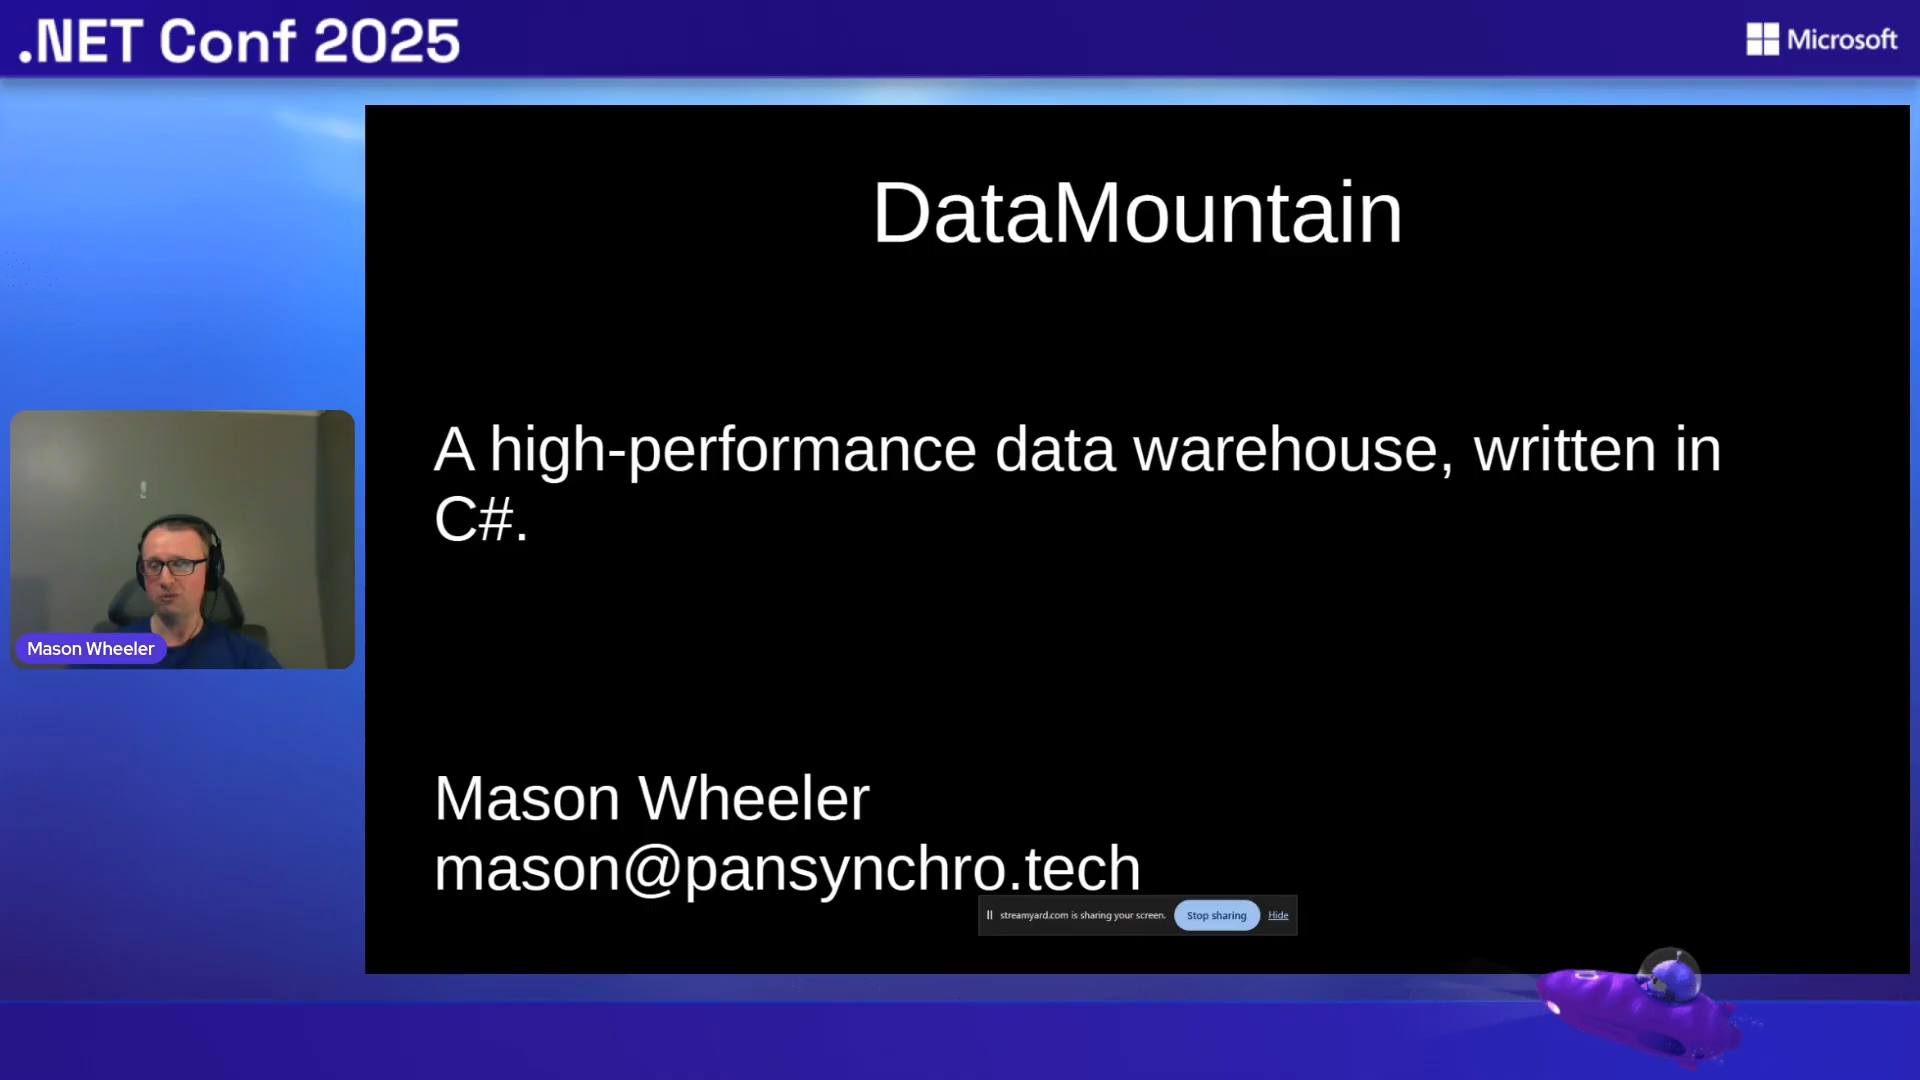 .NET Conf 2025
Microsoft
DataMountain
A high-performance data warehouse, written in
C#.
Mason Wheeler
Mason Wheeler
mason@pansynchro.tech
streamyard.com is sharing your screen.
Stop sharing
Hide